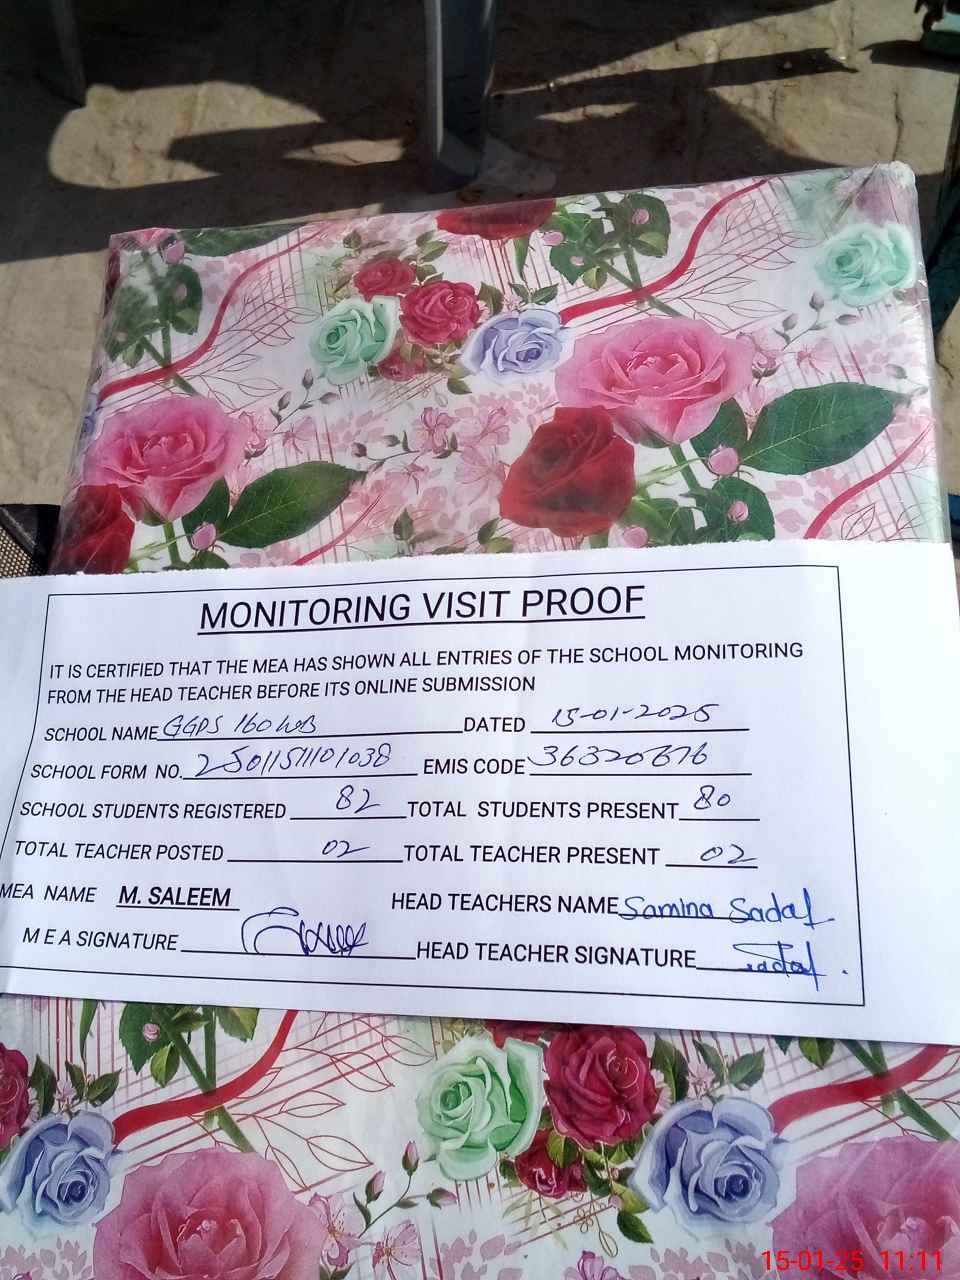 MONITORING VISIT PROOF
IT IS CERTIFIED THAT THE MEA HAS SHOWN ALL ENTRIES OF THE SCHOOL MONITORING
FROM THE HEAD TEACHER BEFORE ITS ONLINE SUBMISSION
SCHOOL NAME GGPS 160 WB DATED 15-01-2025
SCHOOL FORM NO. 2501151101038 EMIS CODE 36320616
SCHOOL STUDENTS REGISTERED 82 TOTAL STUDENTS PRESENT 80
TOTAL TEACHER POSTED 02 TOTAL TEACHER PRESENT 02
MEA NAME M. SALEEM HEAD TEACHERS NAME Samina Sadaf
M E A SIGNATURE HEAD TEACHER SIGNATURE Sadaf
15-01-25 11:11